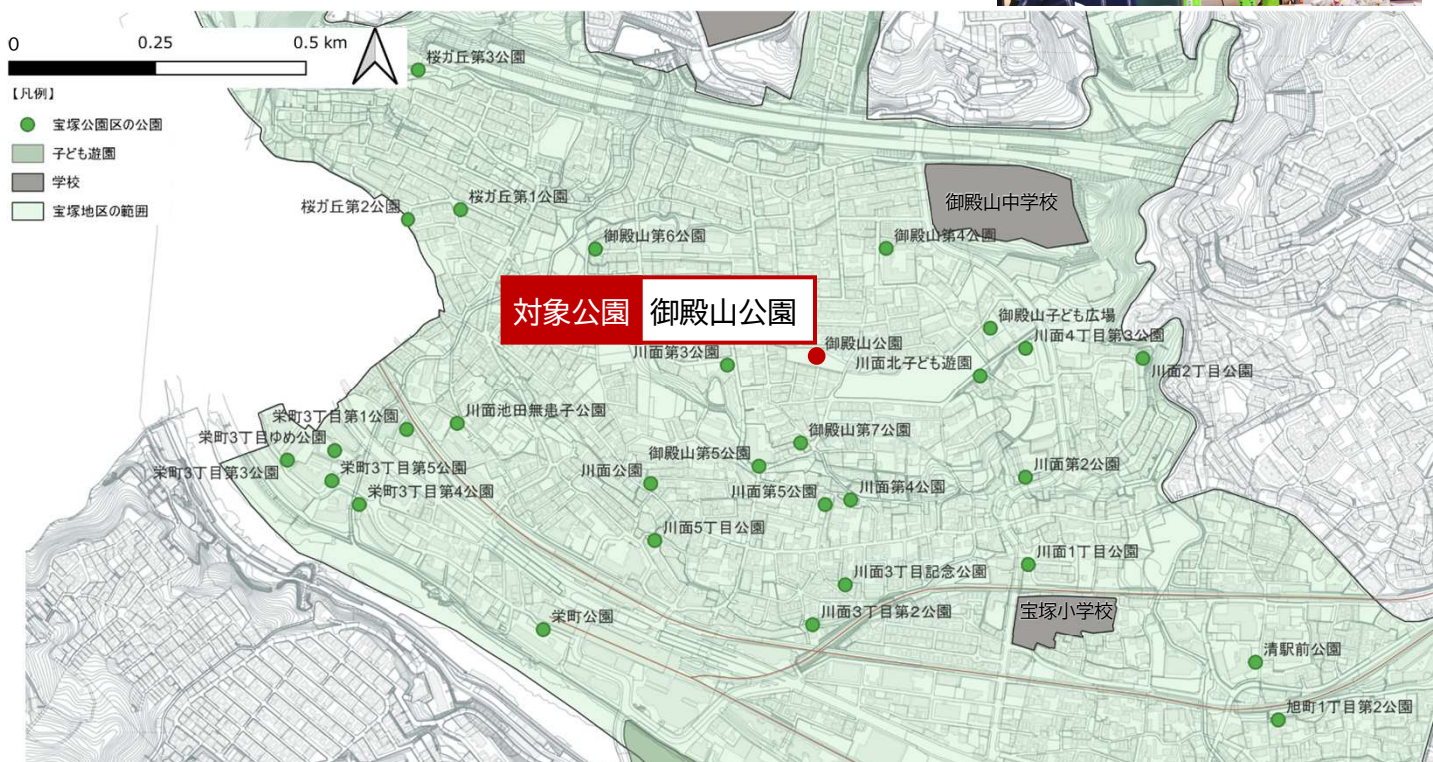 0 0.25 0.5 km
【凡例】
宝塚公園区の公園
子ども遊園
学校
宝塚地区の範囲
桜ガ丘第3公園
桜ガ丘第1公園
桜ガ丘第2公園
御殿山中学校
御殿山第6公園
御殿山第4公園
対象公園 御殿山公園
御殿山子ども広場
御殿山公園
川面4丁目第3公園
川面第3公園
川面北子ども遊園
川面2丁目公園
栄町3丁目第1公園
川面池田無患子公園
栄町3丁目ゆめ公園
御殿山第7公園
栄町3丁目第3公園
栄町3丁目第5公園
御殿山第5公園
川面公園
川面第2公園
栄町3丁目第4公園
川面第5公園
川面第4公園
川面5丁目公園
川面1丁目公園
川面3丁目記念公園
宝塚小学校
栄町公園
川面3丁目第2公園
清駅前公園
旭町1丁目第2公園